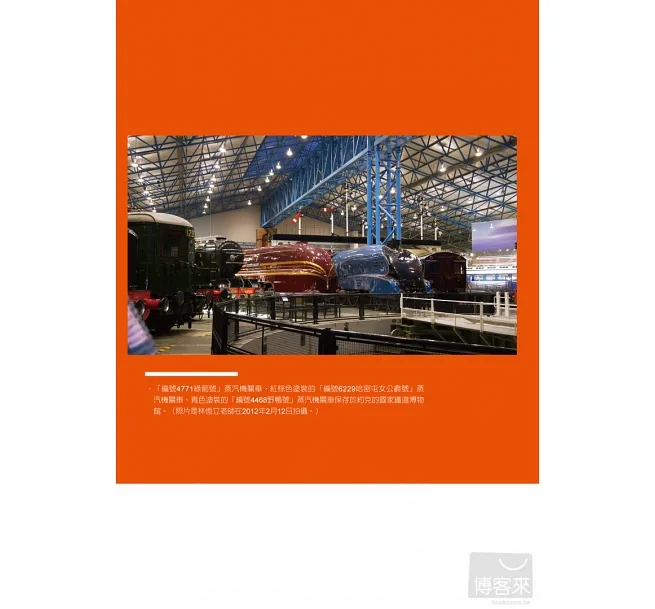 ．「編號4771綠箭號」蒸汽機關車、紅棕色塗裝的「編號6229哈密屯女公爵號」蒸
汽機關車、青色塗裝的「編號4468野鴨號」蒸汽機關車保存於約克的國家鐵道博物
館。（照片是林恆立老師在2012年2月12日拍攝。）
博客來
books.com.tw